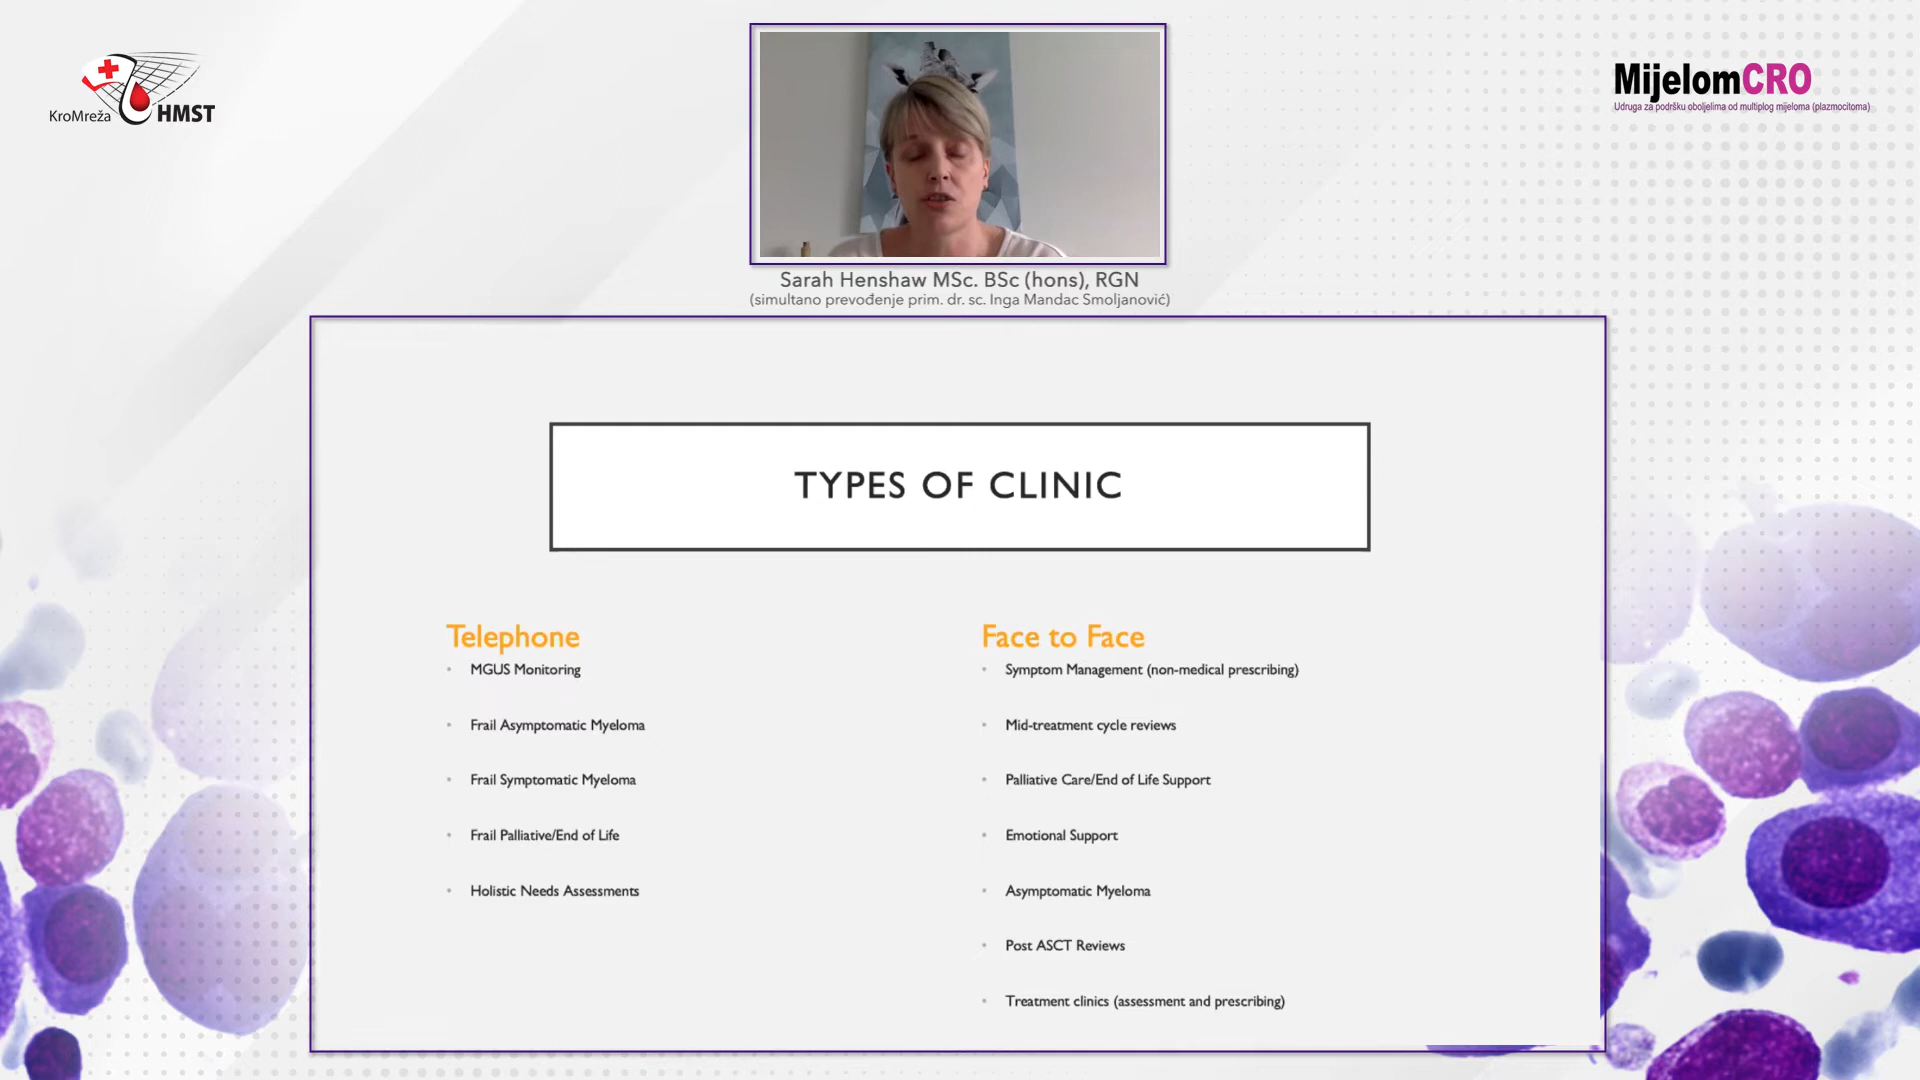 KroMreža HMST
MijelomCRO
Udruga za podršku oboljelima od multiplog mijeloma (plazmocitoma)
Sarah Henshaw MSc. BSc (hons), RGN
(simultano prevođenje prim. dr. sc. Inga Mandac Smoljanović)
TYPES OF CLINIC
Telephone
• MGUS Monitoring
• Frail Asymptomatic Myeloma
• Frail Symptomatic Myeloma
• Frail Palliative/End of Life
• Holistic Needs Assessments
Face to Face
• Symptom Management (non-medical prescribing)
• Mid-treatment cycle reviews
• Palliative Care/End of Life Support
• Emotional Support
• Asymptomatic Myeloma
• Post ASCT Reviews
• Treatment clinics (assessment and prescribing)